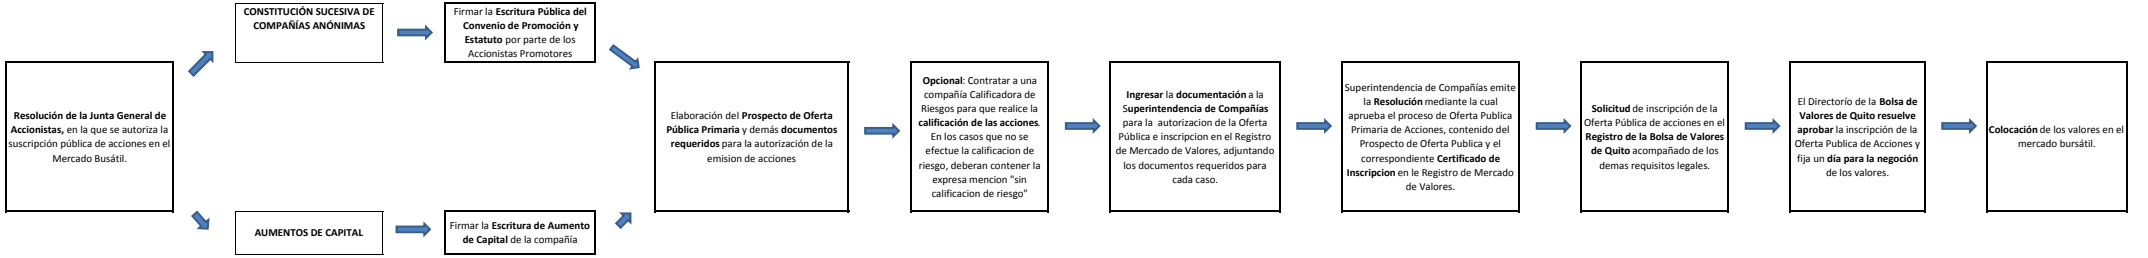 Resolución de la Junta General de
Accionistas, en la que se autoriza la
suscripción pública de acciones en el
Mercado Busátil.
CONSTITUCIÓN SUCESIVA DE
COMPAÑÍAS ANÓNIMAS
Firmar la Escritura Pública del
Convenio de Promoción y
Estatuto por parte de los
Accionistas Promotores
AUMENTOS DE CAPITAL
Firmar la Escritura de Aumento
de Capital de la compañía
Elaboración del Prospecto de Oferta
Pública Primaria y demás documentos
requeridos para la autorización de la
emision de acciones
Opcional: Contratar a una
compañía Calificadora de
Riesgos para que realice la
calificación de las acciones.
En los casos que no se
efectue la calificacion de
riesgo, deberan contener la
expresa mencion "sin
calificacion de riesgo"
Ingresar la documentación a la
Superintendencia de Compañías
para la autorizacion de la Oferta
Pública e inscripcion en el Registro
de Mercado de Valores, adjuntando
los documentos requeridos para
cada caso.
Superintendencia de Compañías emite
la Resolución mediante la cual
aprueba el proceso de Oferta Publica
Primaria de Acciones, contenido del
Prospecto de Oferta Publica y el
correspondiente Certificado de
Inscripcion en le Registro de Mercado
de Valores.
Solicitud de inscripción de la
Oferta Pública de acciones en el
Registro de la Bolsa de Valores
de Quito acompañado de los
demas requisitos legales.
El Directorío de la Bolsa de
Valores de Quito resuelve
aprobar la inscripción de la
Oferta Publica de Acciones y
fija un día para la negoción
de los valores.
Colocación de los valores en el
mercado bursátil.